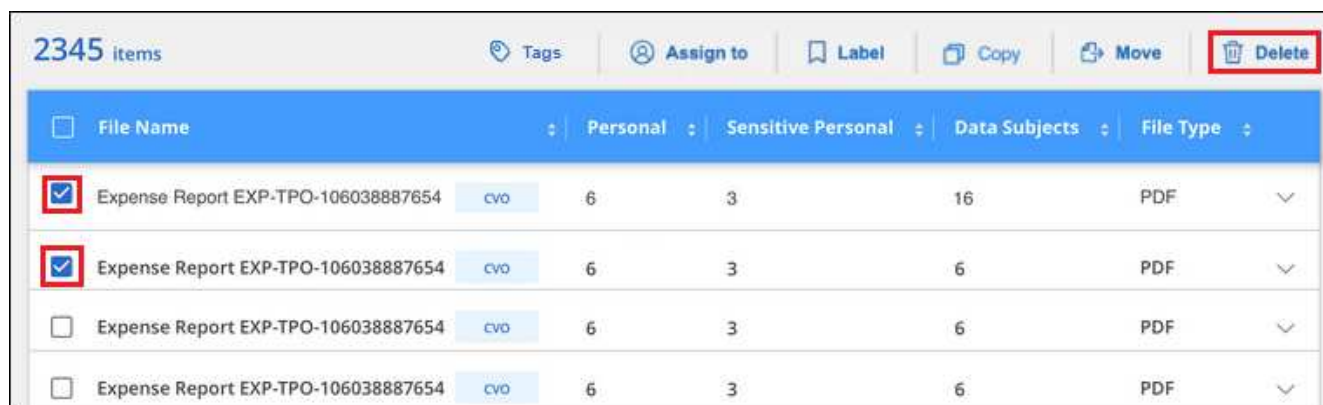 2345 items Tags Assign to Label Copy Move Delete
File Name Personal Sensitive Personal Data Subjects File Type
Expense Report EXP-TPO-106038887654 CVO 6 3 16 PDF
Expense Report EXP-TPO-106038887654 CVO 6 3 6 PDF
Expense Report EXP-TPO-106038887654 CVO 6 3 6 PDF
Expense Report EXP-TPO-106038887654 CVO 6 3 6 PDF